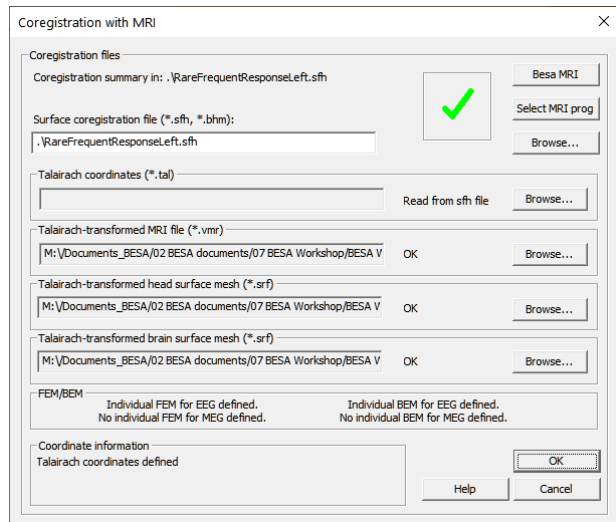 Coregistration with MRI
Coregistration files
Coregistration summary in: .\RareFrequentResponseLeft.sfh
Besa MRI
Select MRI prog
Surface coregistration file (*.sfh, *.bhm):
.\RareFrequentResponseLeft.sfh
Browse...
Talairach coordinates (*.tal)
Read from sfh file
Browse...
Talairach-transformed MRI file (*.vmr)
M:\/Documents_BESA/02 BESA documents/07 BESA Workshop/BESA W
OK
Browse...
Talairach-transformed head surface mesh (*.srf)
M:\/Documents_BESA/02 BESA documents/07 BESA Workshop/BESA W
OK
Browse...
Talairach-transformed brain surface mesh (*.srf)
M:\/Documents_BESA/02 BESA documents/07 BESA Workshop/BESA W
OK
Browse...
FEM/BEM
Individual FEM for EEG defined.
No individual FEM for MEG defined.
Individual BEM for EEG defined.
No individual BEM for MEG defined.
Coordinate information
Talairach coordinates defined
OK
Help
Cancel